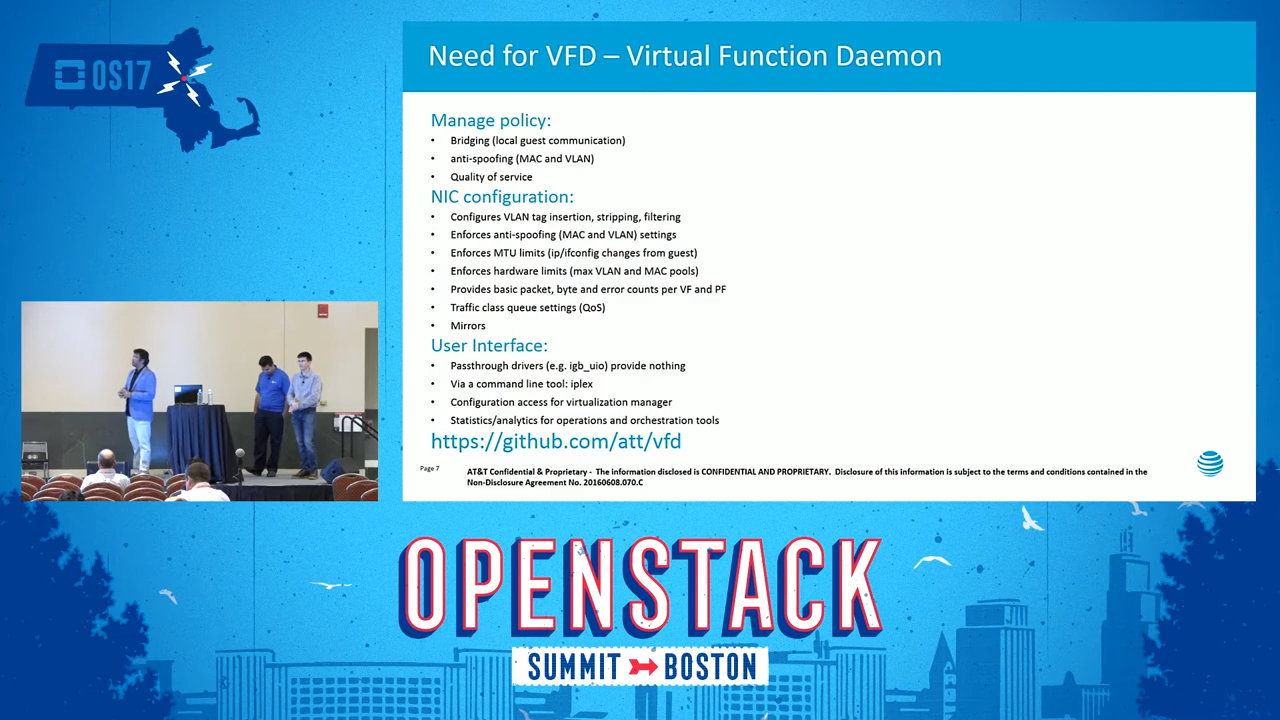 OS17
Need for VFD – Virtual Function Daemon
Manage policy:
• Bridging (local guest communication)
• anti-spoofing (MAC and VLAN)
• Quality of service
NIC configuration:
• Configures VLAN tag insertion, stripping, filtering
• Enforces anti-spoofing (MAC and VLAN) settings
• Enforces MTU limits (ip/ifconfig changes from guest)
• Enforces hardware limits (max VLAN and MAC pools)
• Provides basic packet, byte and error counts per VF and PF
• Traffic class queue settings (QoS)
• Mirrors
User Interface:
• Passthrough drivers (e.g. igb_uio) provide nothing
• Via a command line tool: iplex
• Configuration access for virtualization manager
• Statistics/analytics for operations and orchestration tools
https://github.com/att/vfd
Page 7
AT&T Confidential & Proprietary - The information disclosed is CONFIDENTIAL AND PROPRIETARY. Disclosure of this information is subject to the terms and conditions contained in the
Non-Disclosure Agreement No. 20160608.070.C
OPENSTACK
SUMMIT BOSTON